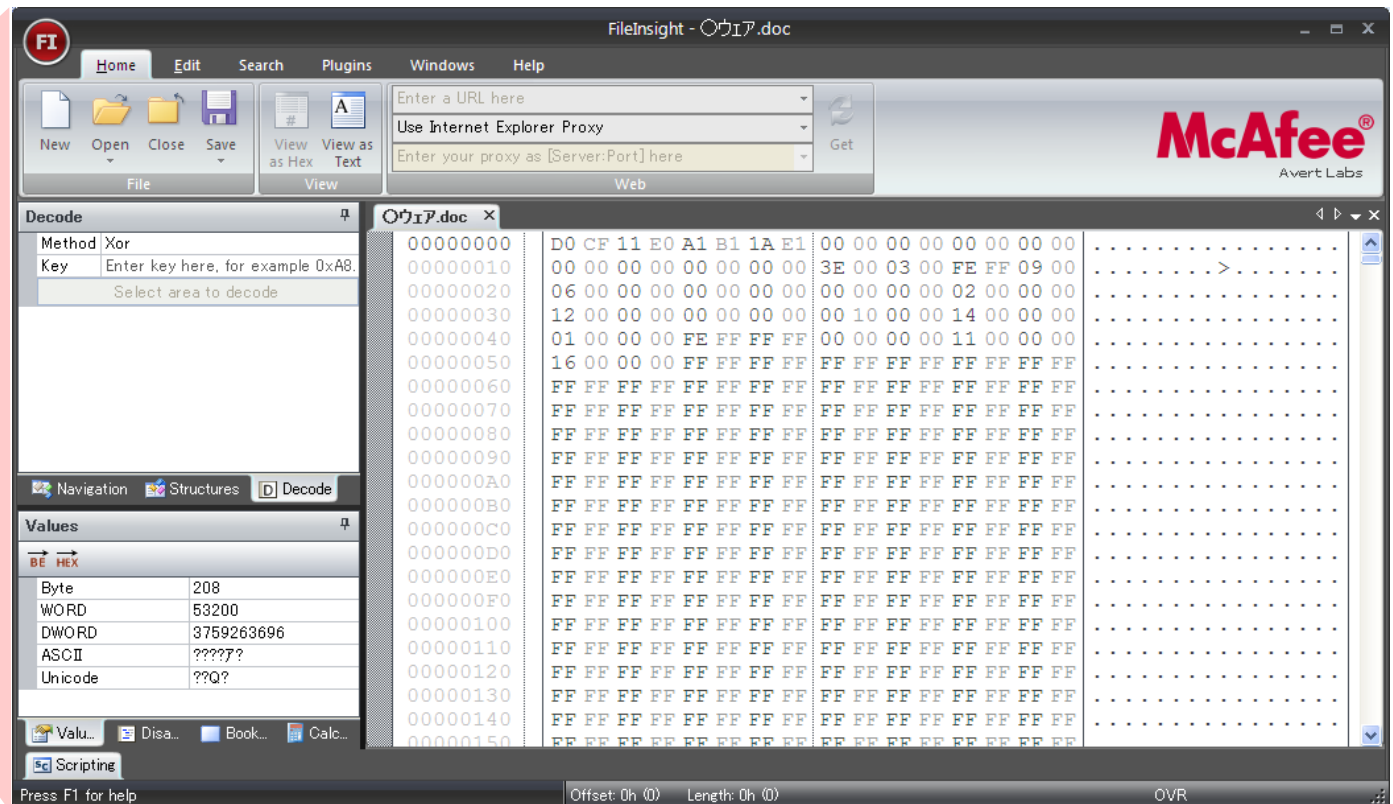 FileInsight - 〇ウェア.doc
FI
Home Edit Search Plugins Windows Help
New Open Close Save
File
View as Hex View as Text
View
Enter a URL here
Use Internet Explorer Proxy
Enter your proxy as [Server:Port] here
Get
Web
McAfee®
Avert Labs
Decode
Method Xor
Key Enter key here, for example 0xA8.
Select area to decode
Navigation Structures D Decode
Values
BE HEX
Byte 208
WORD 53200
DWORD 3759263696
ASCII ????ｱ?
Unicode ??Q?
Valu... Disa... Book... Calc...
Sc Scripting
〇ウェア.doc X
00000000 D0 CF 11 E0 A1 B1 1A E1 00 00 00 00 00 00 00 00 ................
00000010 00 00 00 00 00 00 00 00 3E 00 03 00 FE FF 09 00 ........>.......
00000020 06 00 00 00 00 00 00 00 00 00 00 00 02 00 00 00 ................
00000030 12 00 00 00 00 00 00 00 00 10 00 00 14 00 00 00 ................
00000040 01 00 00 00 FE FF FF FF 00 00 00 00 11 00 00 00 ................
00000050 16 00 00 00 FF FF FF FF FF FF FF FF FF FF FF FF ................
00000060 FF FF FF FF FF FF FF FF FF FF FF FF FF FF FF FF ................
00000070 FF FF FF FF FF FF FF FF FF FF FF FF FF FF FF FF ................
00000080 FF FF FF FF FF FF FF FF FF FF FF FF FF FF FF FF ................
00000090 FF FF FF FF FF FF FF FF FF FF FF FF FF FF FF FF ................
000000A0 FF FF FF FF FF FF FF FF FF FF FF FF FF FF FF FF ................
000000B0 FF FF FF FF FF FF FF FF FF FF FF FF FF FF FF FF ................
000000C0 FF FF FF FF FF FF FF FF FF FF FF FF FF FF FF FF ................
000000D0 FF FF FF FF FF FF FF FF FF FF FF FF FF FF FF FF ................
000000E0 FF FF FF FF FF FF FF FF FF FF FF FF FF FF FF FF ................
000000F0 FF FF FF FF FF FF FF FF FF FF FF FF FF FF FF FF ................
00000100 FF FF FF FF FF FF FF FF FF FF FF FF FF FF FF FF ................
00000110 FF FF FF FF FF FF FF FF FF FF FF FF FF FF FF FF ................
00000120 FF FF FF FF FF FF FF FF FF FF FF FF FF FF FF FF ................
00000130 FF FF FF FF FF FF FF FF FF FF FF FF FF FF FF FF ................
00000140 FF FF FF FF FF FF FF FF FF FF FF FF FF FF FF FF ................
00000150 FF FF FF FF FF FF FF FF FF FF FF FF FF FF FF FF ................
Press F1 for help Offset: 0h (0) Length: 0h (0) OVR